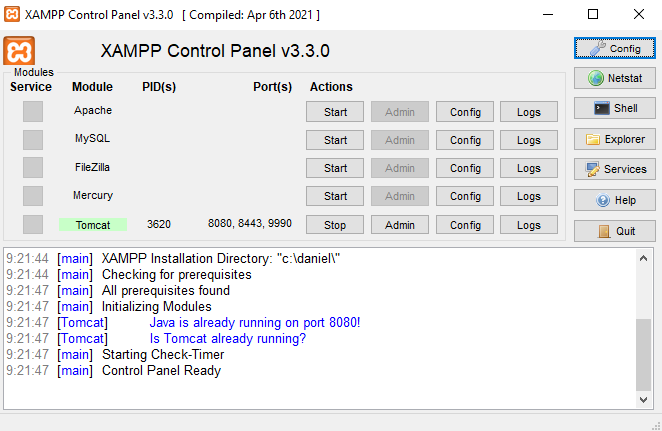 XAMPP Control Panel v3.3.0 [ Compiled: Apr 6th 2021 ]
XAMPP Control Panel v3.3.0
Config
Modules
Service Module PID(s) Port(s) Actions
Netstat
Apache Start Admin Config Logs
Shell
MySQL Start Admin Config Logs
Explorer
FileZilla Start Admin Config Logs
Services
Mercury Start Admin Config Logs
Help
Tomcat 3620 8080, 8443, 9990 Stop Admin Config Logs
Quit
9:21:44 [main] XAMPP Installation Directory: "c:\daniel\"
9:21:44 [main] Checking for prerequisites
9:21:47 [main] All prerequisites found
9:21:47 [main] Initializing Modules
9:21:47 [Tomcat] Java is already running on port 8080!
9:21:47 [Tomcat] Is Tomcat already running?
9:21:47 [main] Starting Check-Timer
9:21:47 [main] Control Panel Ready